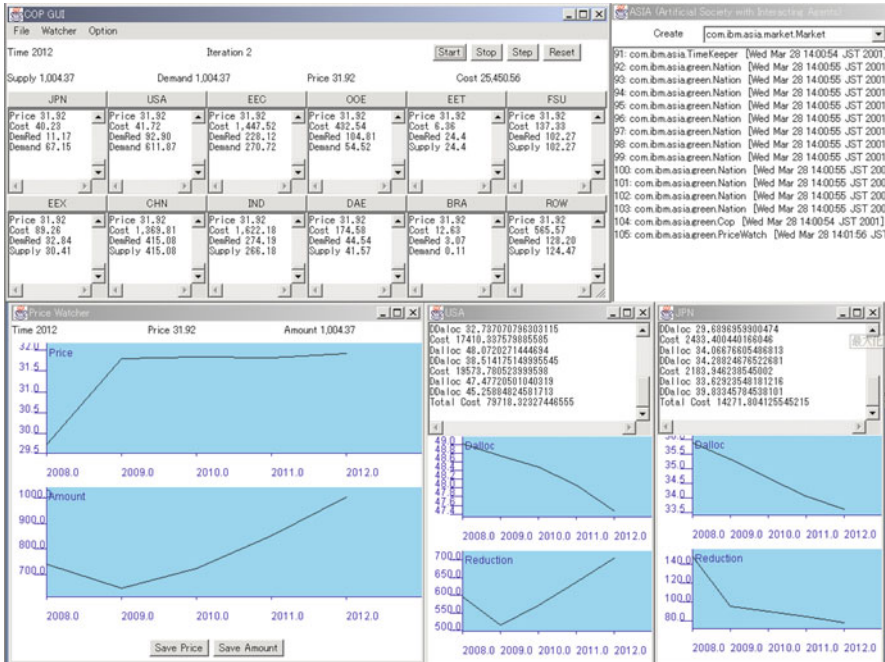 COP GUI
File Watcher Option
Time 2012 Iteration 2 Start Stop Step Reset
Supply 1,004.37 Demand 1,004.37 Price 31.92 Cost 25,450.56
JPN USA EEC OOE EET FSU
Price 31.92 Price 31.92 Price 31.92 Price 31.92 Price 31.92 Price 31.92
Cost 40.23 Cost 41.72 Cost 1,447.52 Cost 432.54 Cost 6.36 Cost 137.33
DemRed 11.17 DemRed 92.90 DemRed 228.12 DemRed 104.81 DemRed 24.4 DemRed 102.27
Demand 67.15 Demand 611.87 Demand 270.72 Demand 54.52 Supply 24.4 Supply 102.27
EEX CHN IND DAE BRA ROW
Price 31.92 Price 31.92 Price 31.92 Price 31.92 Price 31.92 Price 31.92
Cost 89.26 Cost 1,369.81 Cost 1,622.18 Cost 174.58 Cost 12.63 Cost 565.57
DemRed 32.84 DemRed 415.08 DemRed 274.19 DemRed 44.54 DemRed 3.07 DemRed 128.20
Supply 30.41 Supply 415.08 Supply 266.18 Supply 41.57 Demand 0.11 Supply 124.47
ASIA (Artificial Society with Interacting Agents)
Create com.ibm.asia.market.Market
91: com.ibm.asia.TimeKeeper [Wed Mar 28 14:00:54 JST 2001
92: com.ibm.asia.green.Nation [Wed Mar 28 14:00:55 JST 2001
93: com.ibm.asia.green.Nation [Wed Mar 28 14:00:55 JST 2001
94: com.ibm.asia.green.Nation [Wed Mar 28 14:00:55 JST 2001
95: com.ibm.asia.green.Nation [Wed Mar 28 14:00:55 JST 2001
96: com.ibm.asia.green.Nation [Wed Mar 28 14:00:55 JST 2001
97: com.ibm.asia.green.Nation [Wed Mar 28 14:00:55 JST 2001
98: com.ibm.asia.green.Nation [Wed Mar 28 14:00:55 JST 2001
99: com.ibm.asia.green.Nation [Wed Mar 28 14:00:55 JST 2001
100: com.ibm.asia.green.Nation [Wed Mar 28 14:00:55 JST 200
101: com.ibm.asia.green.Nation [Wed Mar 28 14:00:55 JST 200
102: com.ibm.asia.green.Nation [Wed Mar 28 14:00:55 JST 200
103: com.ibm.asia.green.Nation [Wed Mar 28 14:00:55 JST 200
104: com.ibm.asia.green.Cop [Wed Mar 28 14:00:54 JST 2001]
105: com.ibm.asia.green.PriceWatch [Wed Mar 28 14:01:56 JST
Price Watcher
Time 2012 Price 31.92 Amount 1,004.37
Price
32.0
31.5
31.0
30.5
30.0
29.5
2008.0 2009.0 2010.0 2011.0 2012.0
Amount
1000.0
900.0
800.0
700.0
2008.0 2009.0 2010.0 2011.0 2012.0
Save Price Save Amount
USA
DDaloc 32.737070796303115
Cost 17410.337579885585
Dalloc 48.0720271444694
DDaloc 38.514175149995545
Cost 19573.780523999598
Dalloc 47.47720501040319
DDaloc 45.25884824581713
Total Cost 79718.32327446555
Dalloc
49.0
48.8
48.6
48.4
48.2
48.0
47.8
47.6
47.4
2008.0 2009.0 2010.0 2011.0 2012.0
Reduction
700.0
650.0
600.0
550.0
500.0
2008.0 2009.0 2010.0 2011.0 2012.0
JPN
DDaloc 29.6896959900474
Cost 2433.400440166046
Dalloc 34.06676605486813
DDaloc 34.28824676522681
Cost 2183.946238545002
Dalloc 33.62923548181216
DDaloc 39.83345784538101
Total Cost 14271.804125545215
最大化
Dalloc
35.5
35.0
34.5
34.0
33.5
2008.0 2009.0 2010.0 2011.0 2012.0
Reduction
140.0
120.0
100.0
80.0
2008.0 2009.0 2010.0 2011.0 2012.0